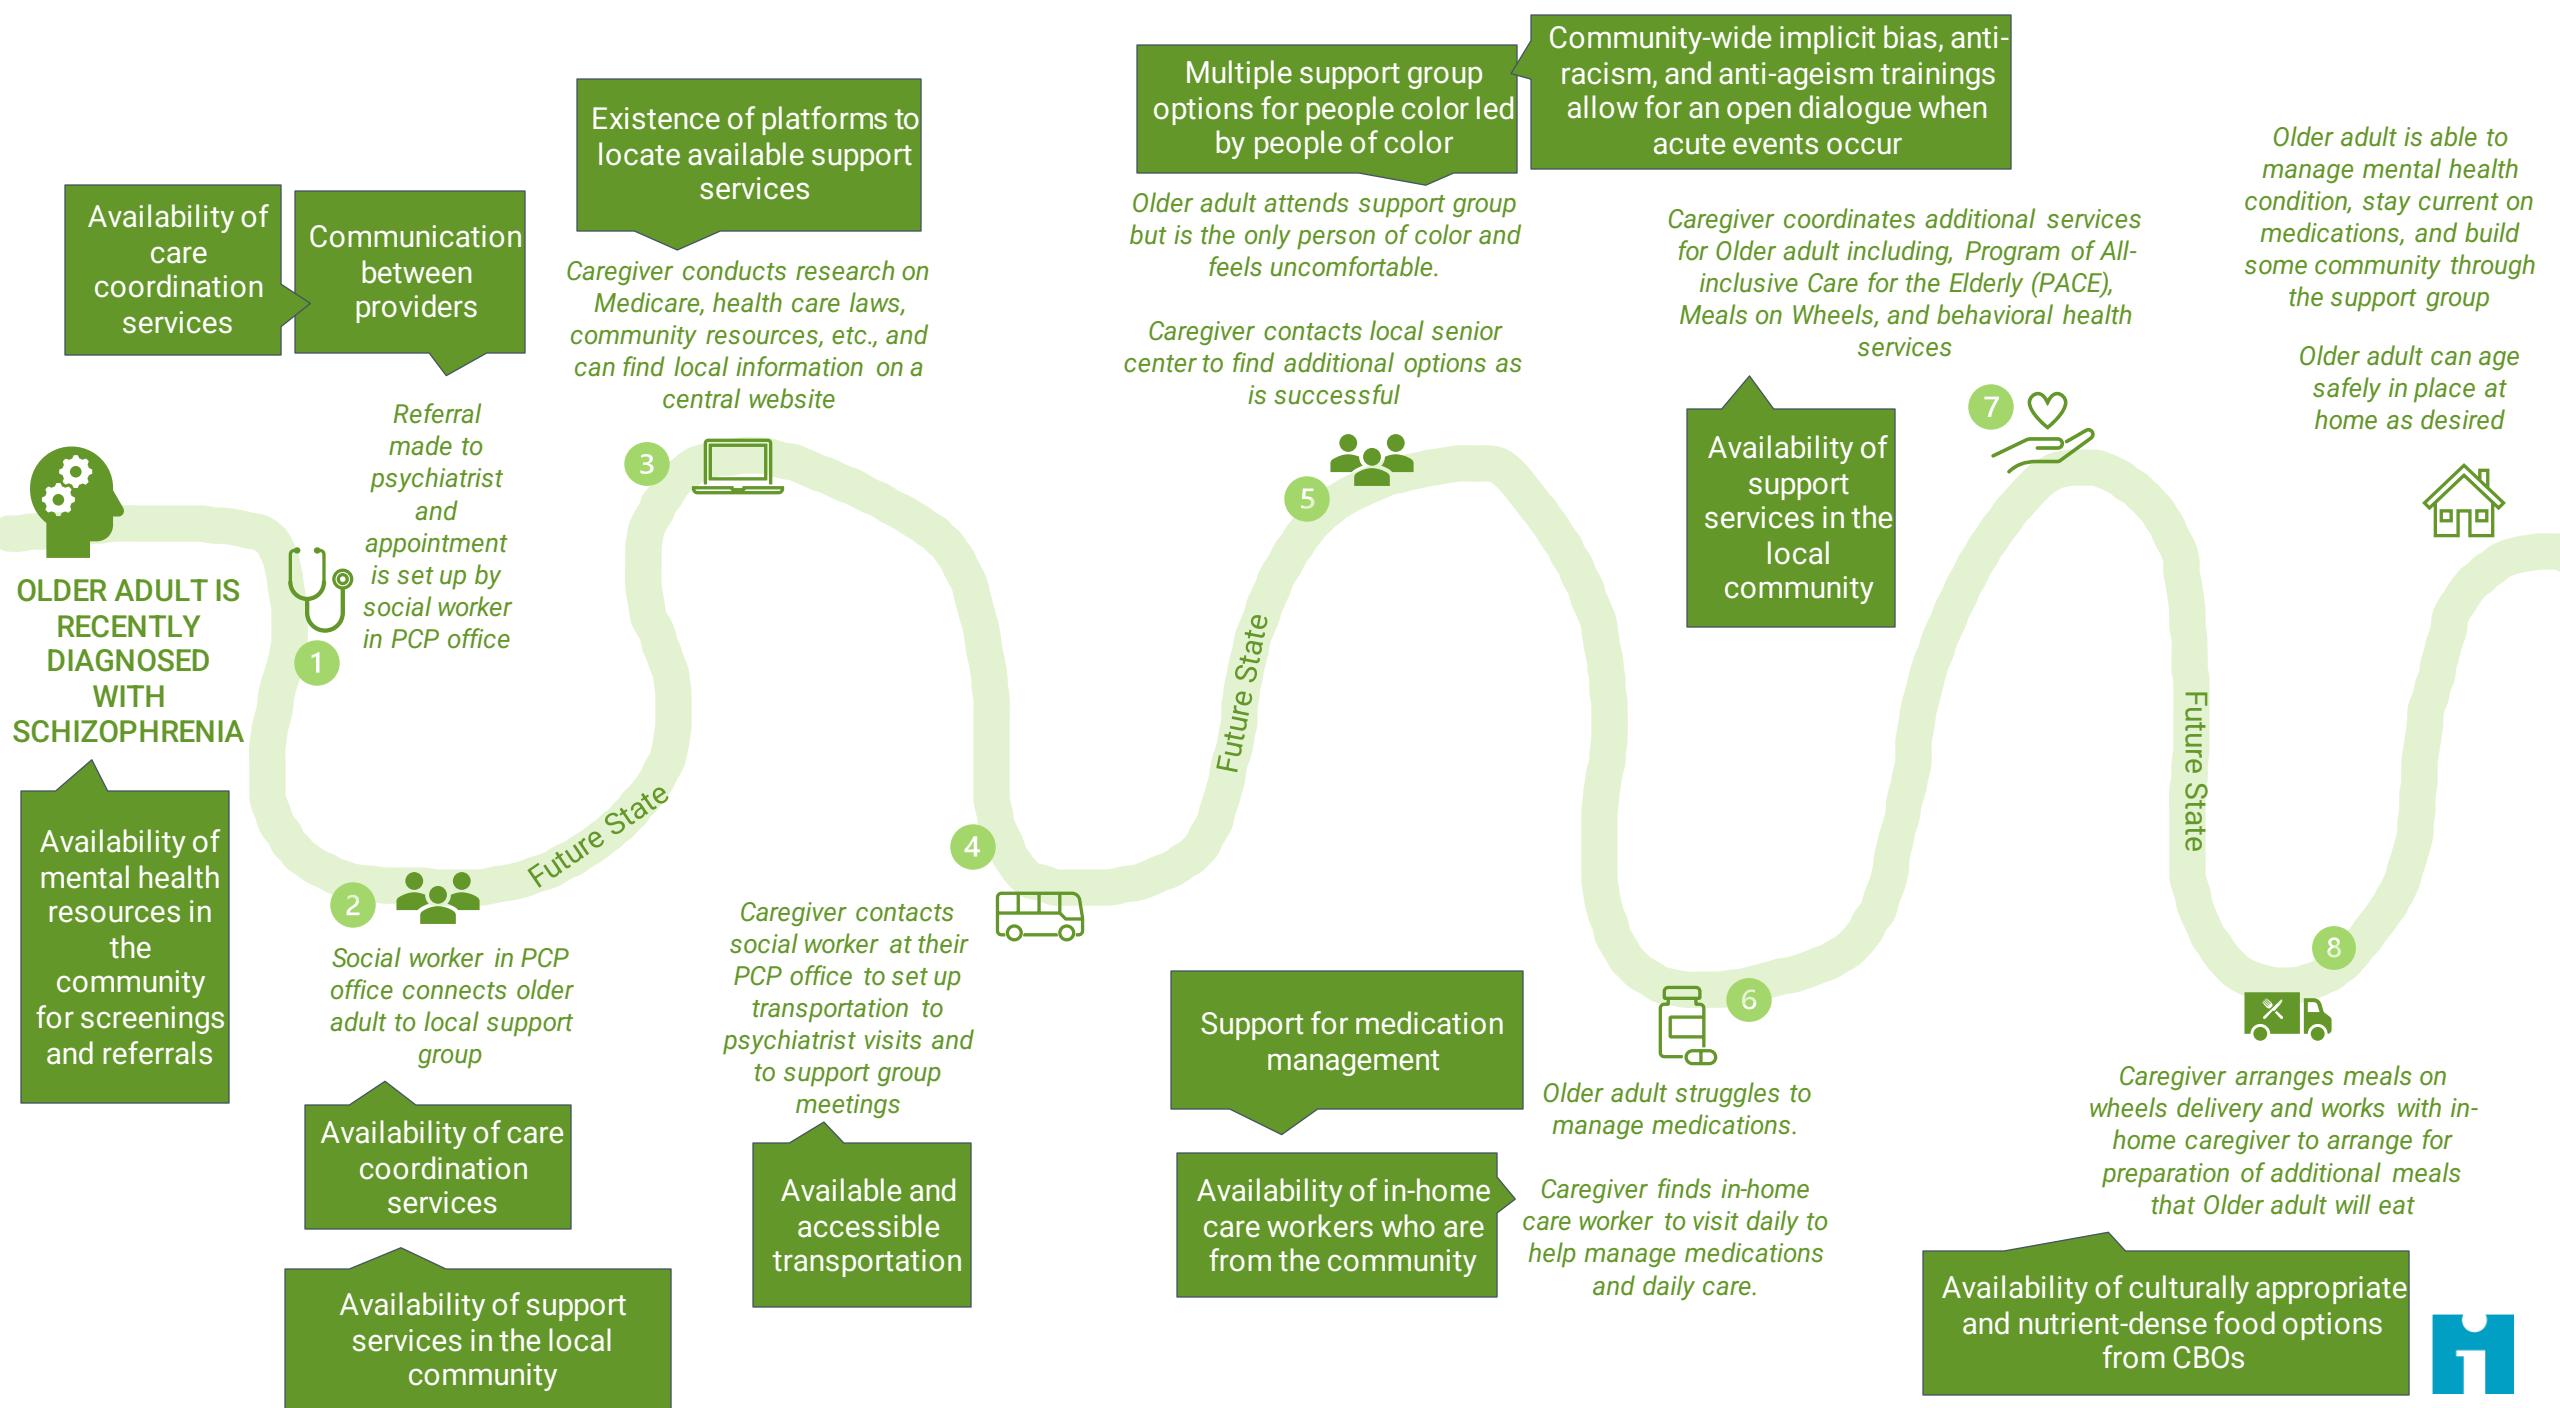 OLDER ADULT IS
RECENTLY
DIAGNOSED
WITH
SCHIZOPHRENIA
Availability of
mental health
resources in
the
community
for screenings
and referrals
Availability of
care
coordination
services
Communication
between
providers
Referral
made to
psychiatrist
and
appointment
is set up by
social worker
in PCP office
1
2
Social worker in PCP
office connects older
adult to local support
group
Availability of care
coordination
services
Availability of support
services in the local
community
Future State
Existence of platforms to
locate available support
services
Caregiver conducts research on
Medicare, health care laws,
community resources, etc., and
can find local information on a
central website
3
4
Caregiver contacts
social worker at their
PCP office to set up
transportation to
psychiatrist visits and
to support group
meetings
Available and
accessible
transportation
Future State
Multiple support group
options for people color led
by people of color
Community-wide implicit bias, anti-
racism, and anti-ageism trainings
allow for an open dialogue when
acute events occur
Older adult attends support group
but is the only person of color and
feels uncomfortable.
Caregiver contacts local senior
center to find additional options as
is successful
5
Support for medication
management
Availability of in-home
care workers who are
from the community
6
Older adult struggles to
manage medications.
Caregiver finds in-home
care worker to visit daily to
help manage medications
and daily care.
Caregiver coordinates additional services
for Older adult including, Program of All-
inclusive Care for the Elderly (PACE),
Meals on Wheels, and behavioral health
services
Availability of
support
services in the
local
community
7
Future State
8
Caregiver arranges meals on
wheels delivery and works with in-
home caregiver to arrange for
preparation of additional meals
that Older adult will eat
Availability of culturally appropriate
and nutrient-dense food options
from CBOs
Older adult is able to
manage mental health
condition, stay current on
medications, and build
some community through
the support group
Older adult can age
safely in place at
home as desired